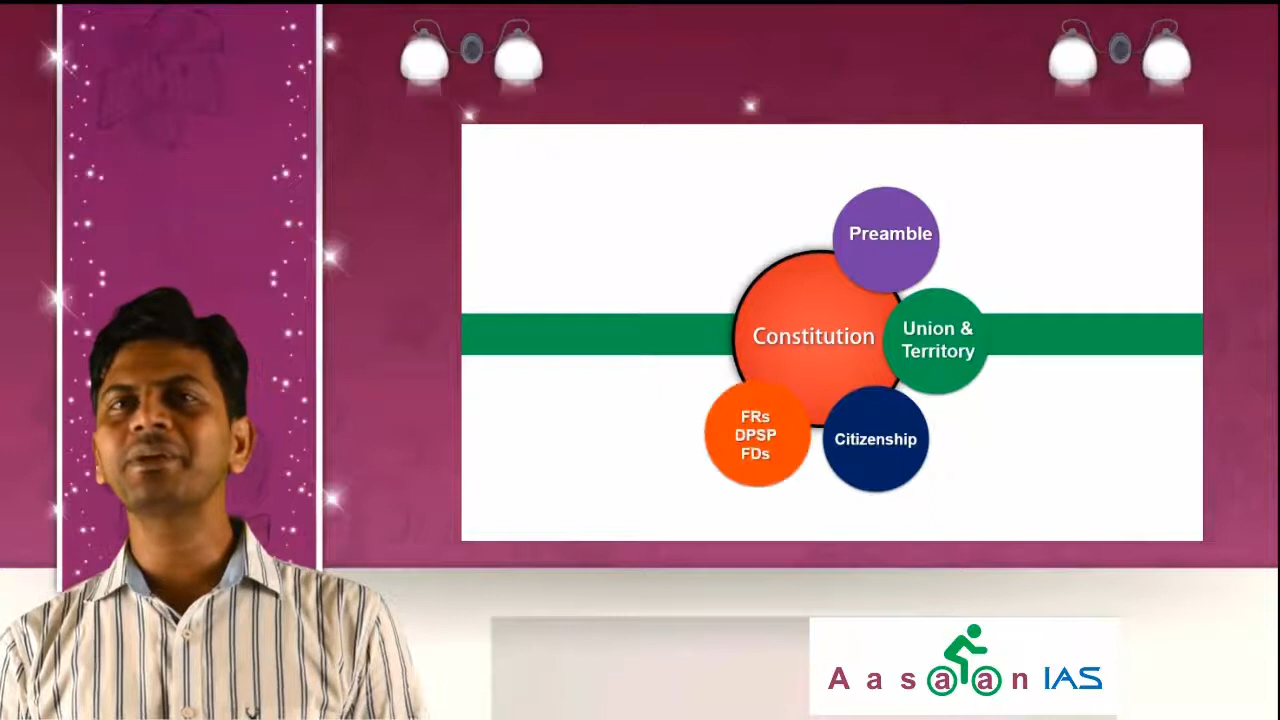 Preamble
Constitution
Union &
Territory
FRs
DPSP
FDs
Citizenship
Aasaan IAS